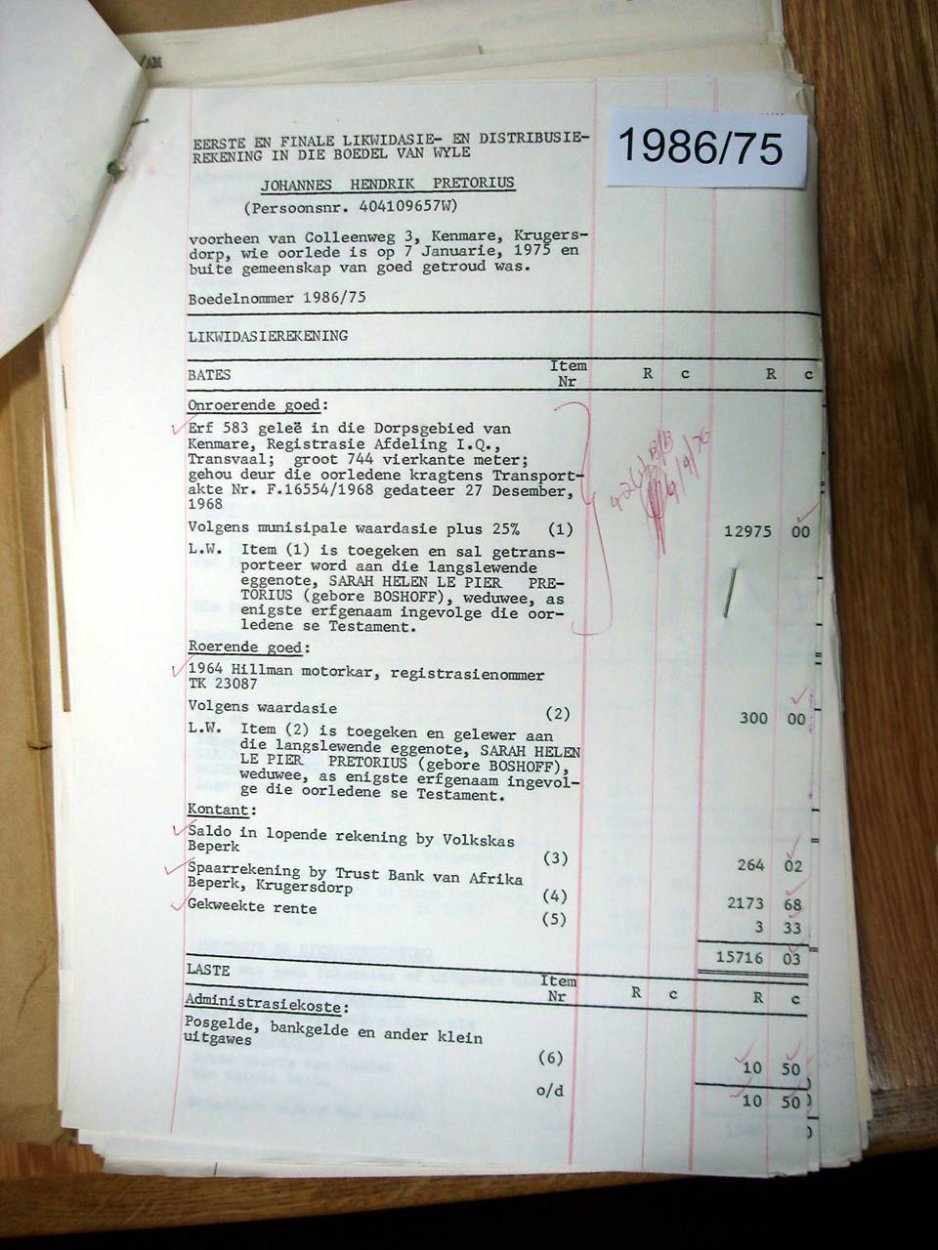 1986/75
EERSTE EN FINALE LIKWIDASIE- EN DISTRIBUSIE-
REKENING IN DIE BOEDEL VAN WYLE
JOHANNES HENDRIK PRETORIUS
(Persoonsnr. 404109657W)
voorheen van Colleenweg 3, Kenmare, Krugers-
dorp, wie oorlede is op 7 Januarie, 1975 en
buite gemeenskap van goed getroud was.
Boedelnommer 1986/75
LIKWIDASIEREKENING
BATES Item Nr R c R c
Onroerende goed:
Erf 583 geleë in die Dorpsgebied van
Kenmare, Registrasie Afdeling I.Q.,
Transvaal; groot 744 vierkante meter;
gehou deur die oorledene kragtens Transport-
akte Nr. F.16554/1968 gedateer 27 Desember,
1968
Volgens munisipale waardasie plus 25% (1) 12975 00
L.W. Item (1) is toegeken en sal getrans-
porteer word aan die langslewende
eggenote, SARAH HELEN LE PIER PRE-
TORIUS (gebore BOSHOFF), weduwee, as
enigste erfgenaam ingevolge die oor-
ledene se Testament.
Roerende goed:
1964 Hillman motorkar, registrasienommer
TK 23087
Volgens waardasie (2) 300 00
L.W. Item (2) is toegeken en gelewer aan
die langslewende eggenote, SARAH HELEN
LE PIER PRETORIUS (gebore BOSHOFF),
weduwee, as enigste erfgenaam ingevol-
ge die oorledene se Testament.
Kontant:
Saldo in lopende rekening by Volkskas
Beperk (3) 264 02
Spaarrekening by Trust Bank van Afrika
Beperk, Krugersdorp (4) 2173 68
Gekweekte rente (5) 3 33
15716 03
LASTE Item Nr R c R c
Administrasiekoste:
Posgelde, bankgelde en ander klein
uitgawes (6) 10 50
o/d 10 50